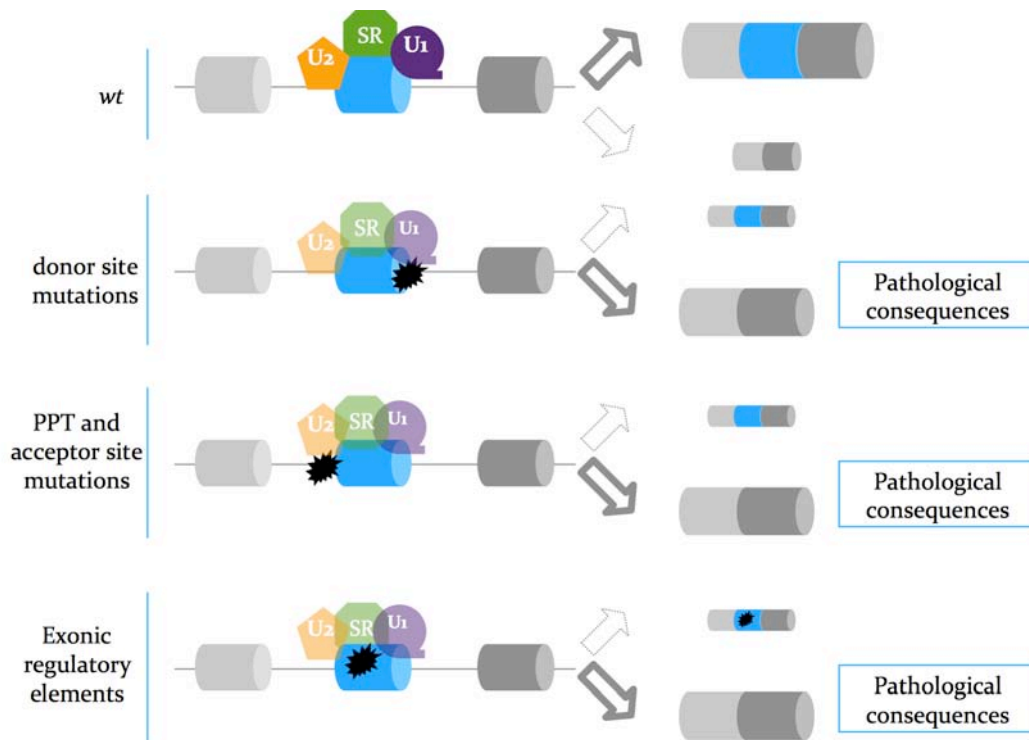 SR
U2
U1
wt
SR
U2
U1
donor site
mutations
Pathological
consequences
PPT and
acceptor site
mutations
U2
SR
U1
Pathological
consequences
Exonic
regulatory
elements
U2
SR
U1
Pathological
consequences